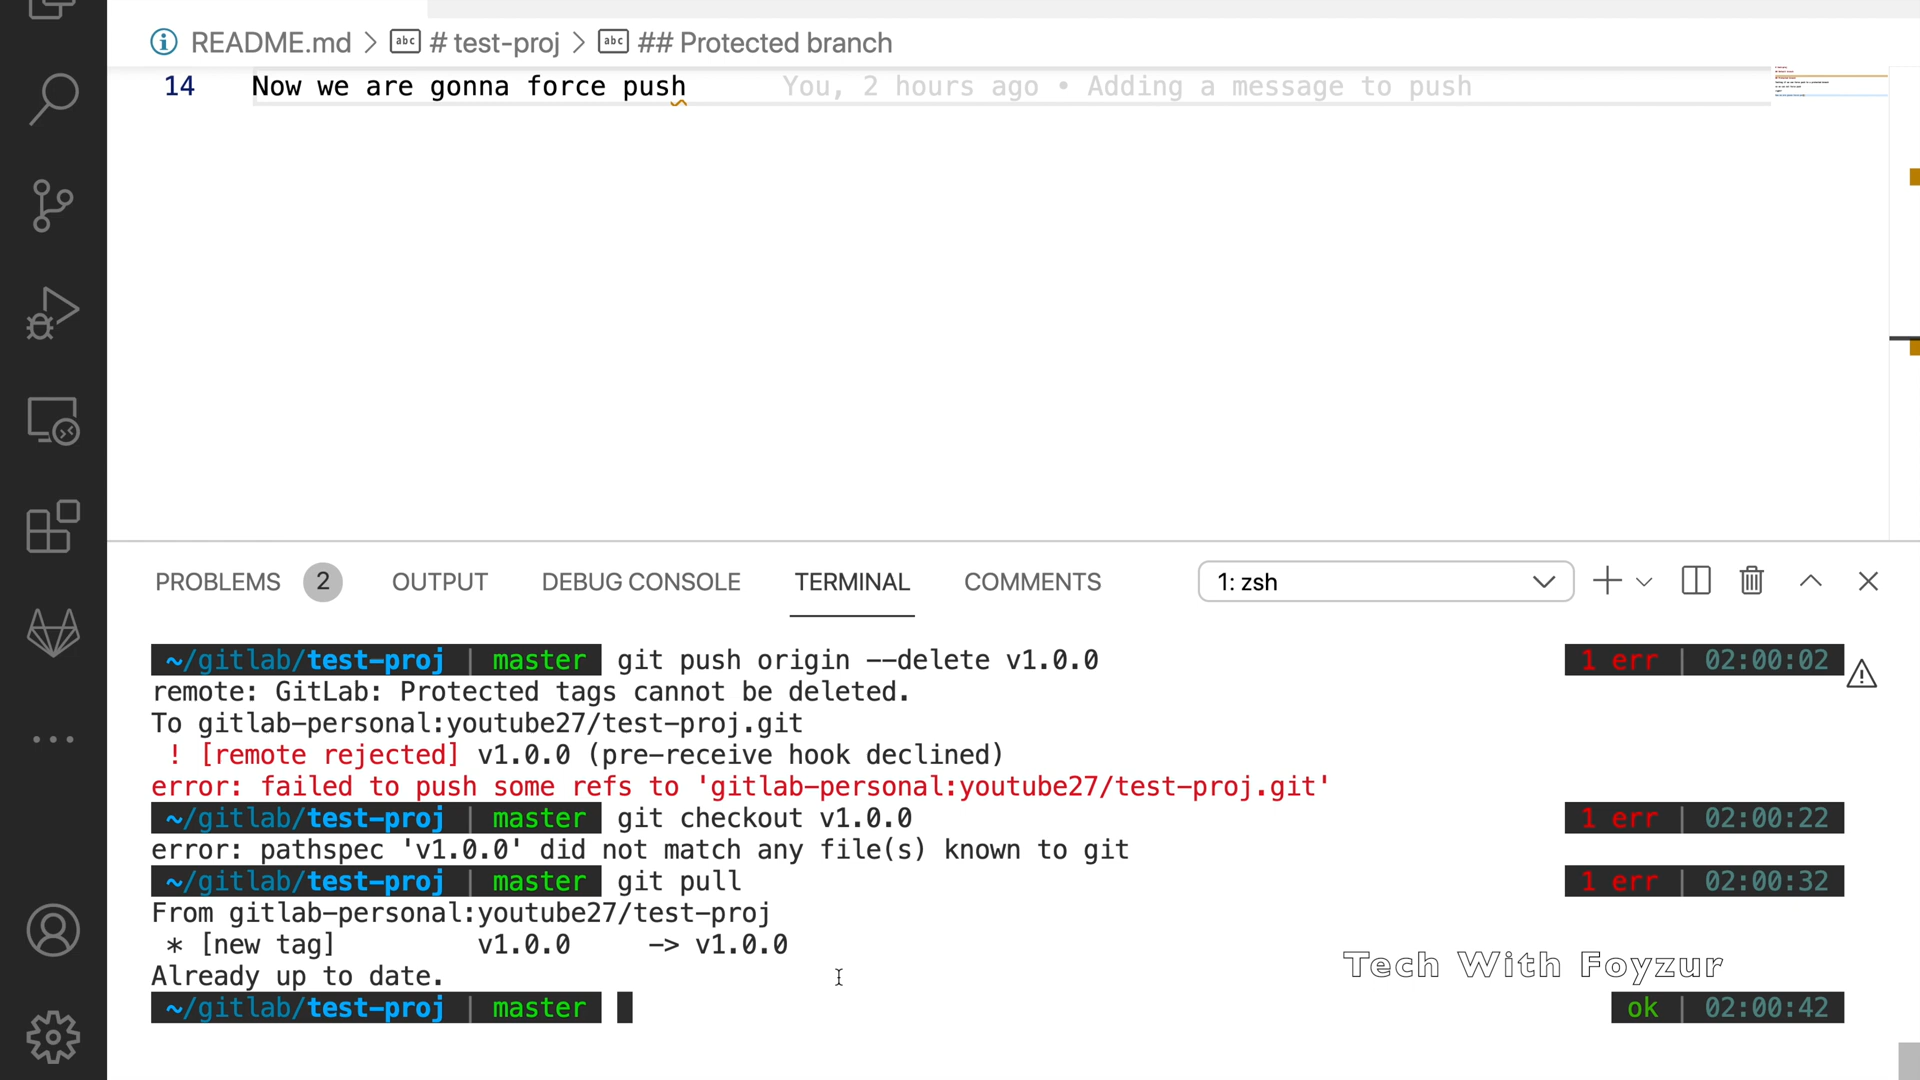 README.md > abc # test-proj > abc ## Protected branch
14 Now we are gonna force push You, 2 hours ago • Adding a message to push
PROBLEMS 2 OUTPUT DEBUG CONSOLE TERMINAL COMMENTS 1: zsh
~/gitlab/test-proj | master git push origin --delete v1.0.0 1 err | 02:00:02
remote: GitLab: Protected tags cannot be deleted.
To gitlab-personal:youtube27/test-proj.git
! [remote rejected] v1.0.0 (pre-receive hook declined)
error: failed to push some refs to 'gitlab-personal:youtube27/test-proj.git'
~/gitlab/test-proj | master git checkout v1.0.0 1 err | 02:00:22
error: pathspec 'v1.0.0' did not match any file(s) known to git
~/gitlab/test-proj | master git pull 1 err | 02:00:32
From gitlab-personal:youtube27/test-proj
* [new tag] v1.0.0 -> v1.0.0
Already up to date.
Tech With Foyzur
~/gitlab/test-proj | master ok | 02:00:42